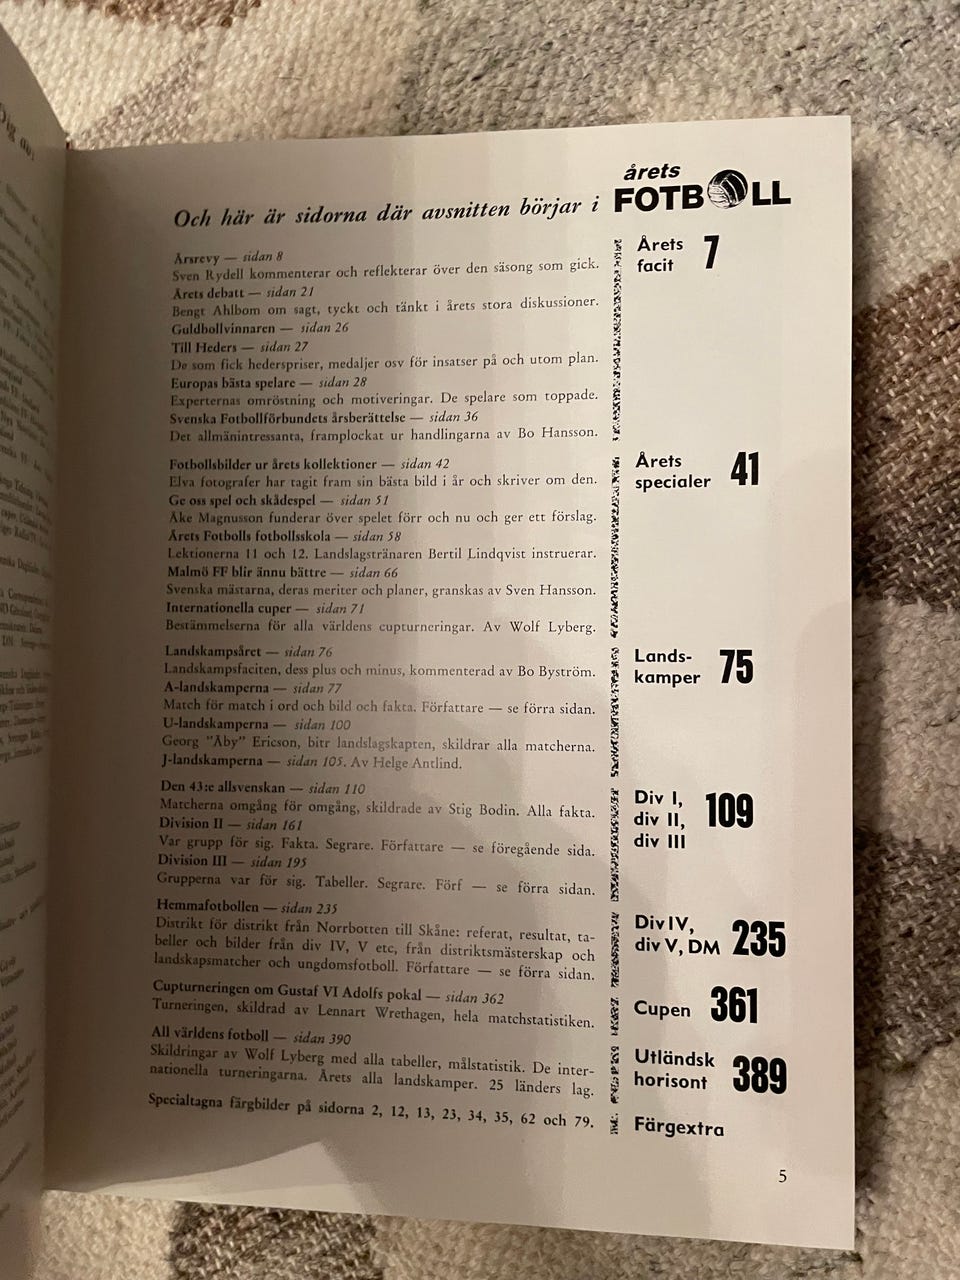 Och här är sidorna där avsnitten börjar i
årets
FOTBOLL
Årsrevy — sidan 8
Sven Rydell kommenterar och reflekterar över den säsong som gick.
Årets debatt — sidan 21
Bengt Ahlbom om sagt, tyckt och tänkt i årets stora diskussioner.
Guldbollvinnaren — sidan 26
Till Heders — sidan 27
De som fick hederspriser, medaljer osv för insatser på och utom plan.
Europas bästa spelare — sidan 28
Experternas omröstning och motiveringar. De spelare som toppade.
Svenska Fotbollförbundets årsberättelse — sidan 36
Det allmänintressanta, framplockat ur handlingarna av Bo Hansson.
Årets
facit 7
Fotbollsbilder ur årets kollektioner — sidan 42
Elva fotografer har tagit fram sin bästa bild i år och skriver om den.
Ge oss spel och skådespel — sidan 51
Åke Magnusson funderar över spelet förr och nu och ger ett förslag.
Årets Fotbolls fotbollsskola — sidan 58
Lektionerna 11 och 12. Landslagstränaren Bertil Lindqvist instruerar.
Malmö FF blir ännu bättre — sidan 66
Svenska mästarna, deras meriter och planer, granskas av Sven Hansson.
Internationella cuper — sidan 71
Bestämmelserna för alla världens cupturneringar. Av Wolf Lyberg.
Årets
specialer 41
Landskampsåret — sidan 76
Landskampsfaciten, dess plus och minus, kommenterad av Bo Byström.
A-landskamperna — sidan 77
Match för match i ord och bild och fakta. Författare — se förra sidan.
U-landskamperna — sidan 100
Georg ”Åby” Ericson, bitr landslagskapten, skildrar alla matcherna.
J-landskamperna — sidan 105. Av Helge Antlind.
Lands-
kamper 75
Den 43:e allsvenskan — sidan 110
Matcherna omgång för omgång, skildrade av Stig Bodin. Alla fakta.
Division II — sidan 161
Var grupp för sig. Fakta. Segrare. Författare — se föregående sida.
Division III — sidan 195
Grupperna var för sig. Tabeller. Segrare. Förf — se förra sidan.
Div I,
div II, 109
div III
Hemmafotbollen — sidan 235
Distrikt för distrikt från Norrbotten till Skåne: referat, resultat, ta-
beller och bilder från div IV, V etc, från distriktsmästerskap och
landskapsmatcher och ungdomsfotboll. Författare — se förra sidan.
Div IV,
div V, DM 235
Cupturneringen om Gustaf VI Adolfs pokal — sidan 362
Turneringen, skildrad av Lennart Wrethagen, hela matchstatistiken.
Cupen 361
All världens fotboll — sidan 390
Skildringar av Wolf Lyberg med alla tabeller, målstatistik. De inter-
nationella turneringarna. Årets alla landskamper. 25 länders lag.
Utländsk
horisont 389
Specialtagna färgbilder på sidorna 2, 12, 13, 23, 34, 35, 62 och 79.
Färgextra
5